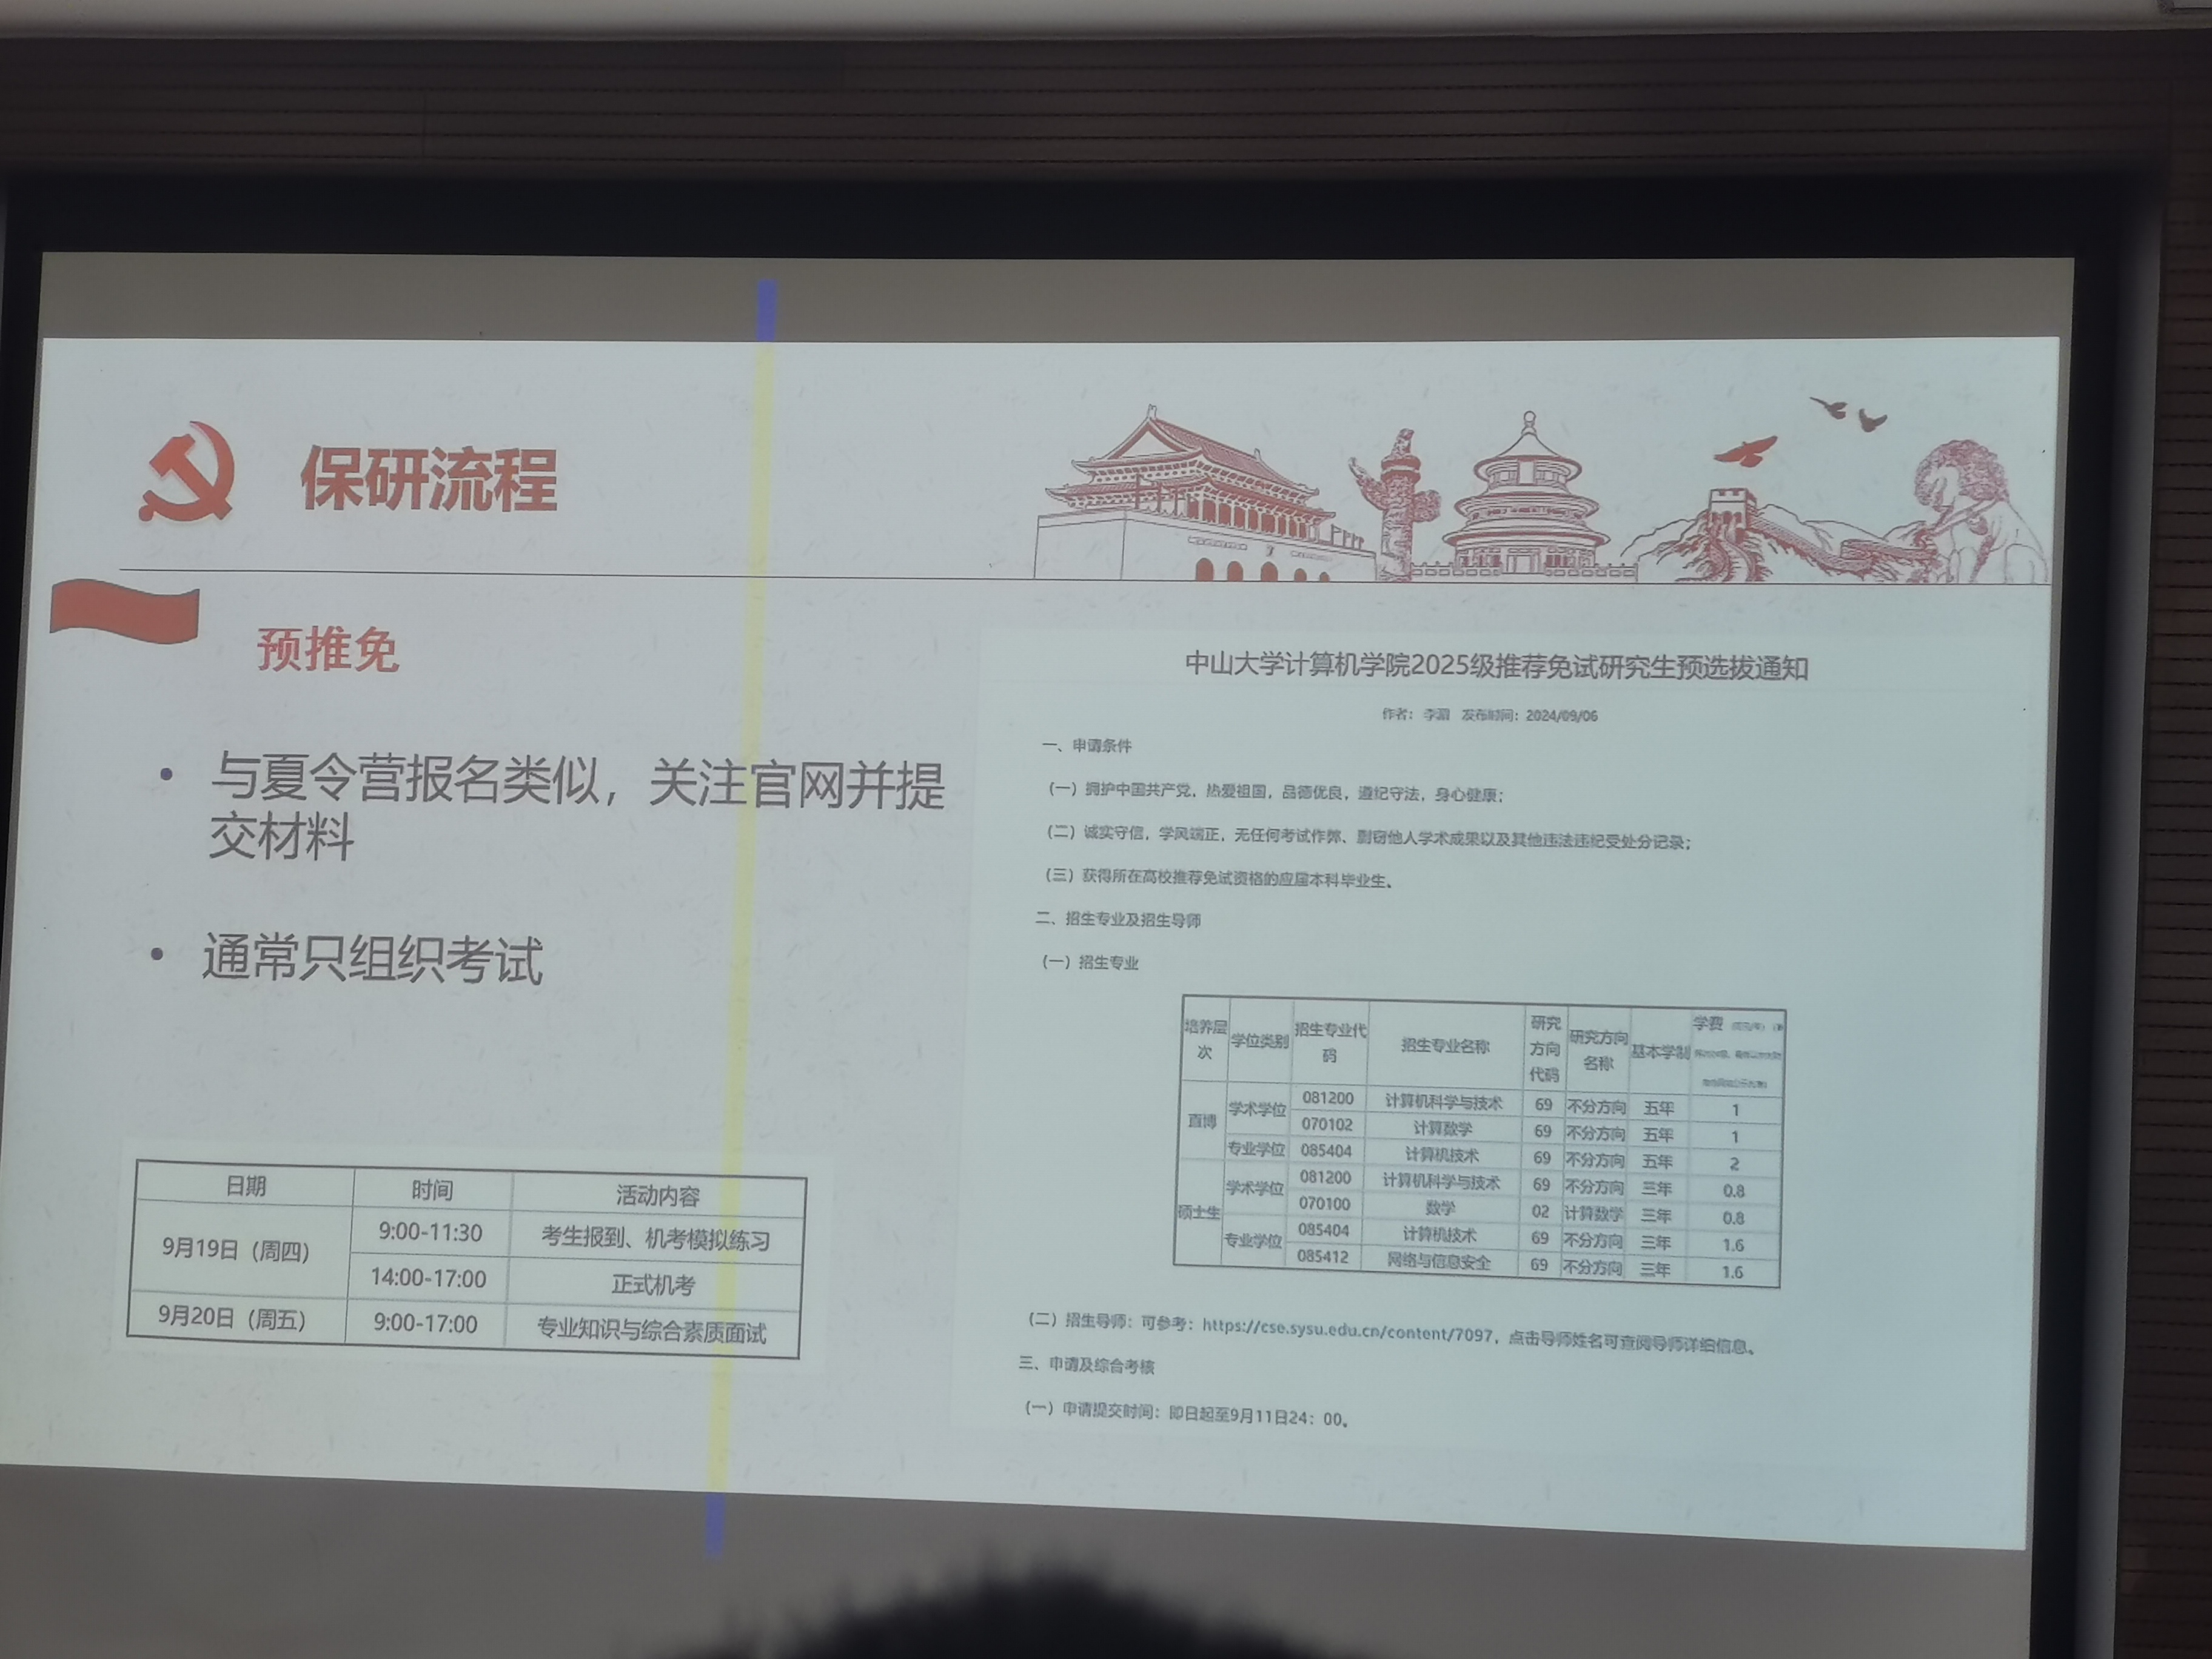 保研流程
预推免
• 与夏令营报名类似，关注官网并提
交材料
• 通常只组织考试
日期 时间 活动内容
9月19日（周四） 9:00-11:30 考生报到、机考模拟练习
14:00-17:00 正式机考
9月20日（周五） 9:00-17:00 专业知识与综合素质面试
中山大学计算机学院2025级推荐免试研究生预选拔通知
作者： 发布时间：2024/09/06
一、申请条件
（一）拥护中国共产党，热爱祖国，品德优良，遵纪守法，身心健康；
（二）诚实守信，学风端正，无任何考试作弊、剽窃他人学术成果以及其他违法违纪受处分记录；
（三）获得所在高校推荐免试资格的应届本科毕业生。
二、招生专业及招生导师
（一）招生专业
培养层次 学位类别 招生专业代码 招生专业名称 研究方向代码 研究方向名称 基本学制 学费
直博 学术学位 081200 计算机科学与技术 69 不分方向 五年 1
070102 计算数学 69 不分方向 五年 1
专业学位 085404 计算机技术 69 不分方向 五年 2
硕士生 学术学位 081200 计算机科学与技术 69 不分方向 三年 0.8
070100 数学 02 计算数学 三年 0.8
专业学位 085404 计算机技术 69 不分方向 三年 1.6
085412 网络与信息安全 69 不分方向 三年 1.6
（二）招生导师：可参考：https://cse.sysu.edu.cn/content/7097，点击导师姓名可查阅导师详细信息。
三、申请及综合考核
（一）申请提交时间：即日起至9月11日24：00。